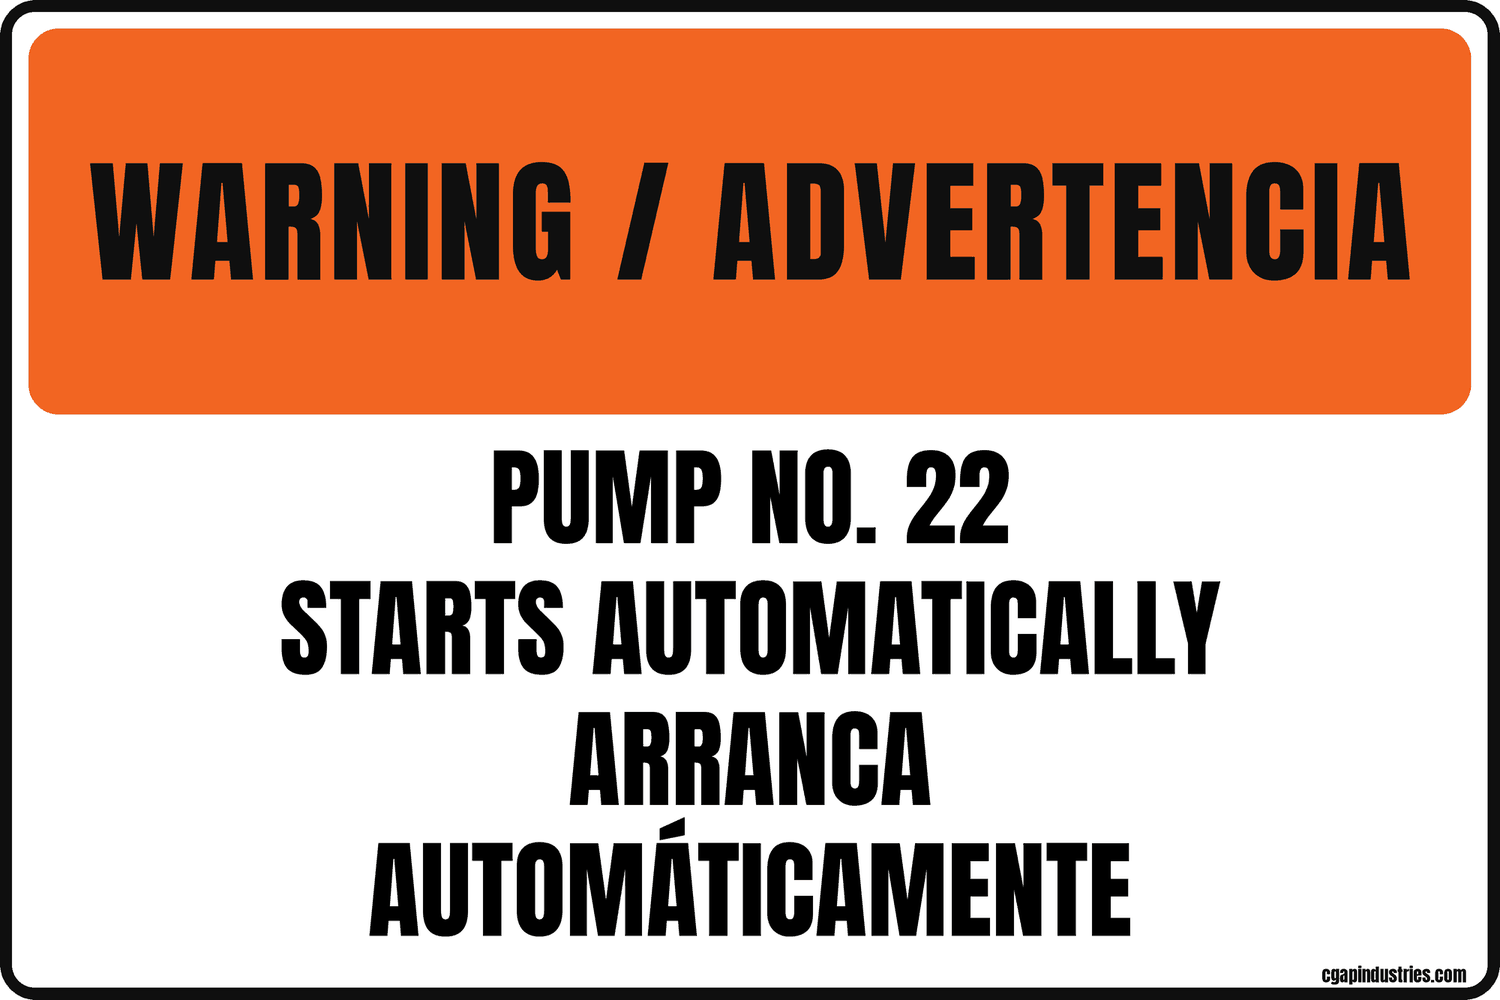 WARNING / ADVERTENCIA
PUMP NO. 22
STARTS AUTOMATICALLY
ARRANCA
AUTOMÁTICAMENTE
cgapindustries.com